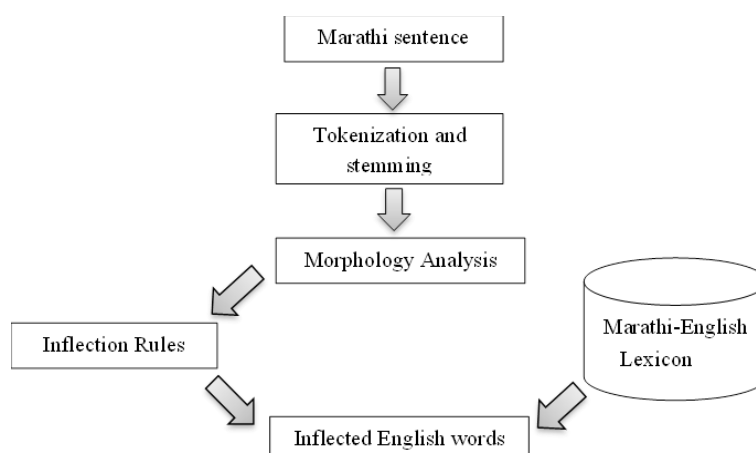 Marathi sentence
Tokenization and
stemming
Morphology Analysis
Inflection Rules
Marathi-English
Lexicon
Inflected English words